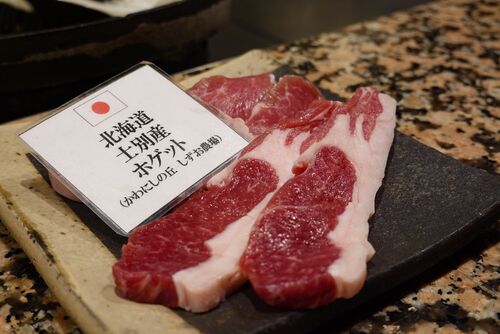 北海道
士別産
ホゲット
(かわにしの丘 しずお農場)